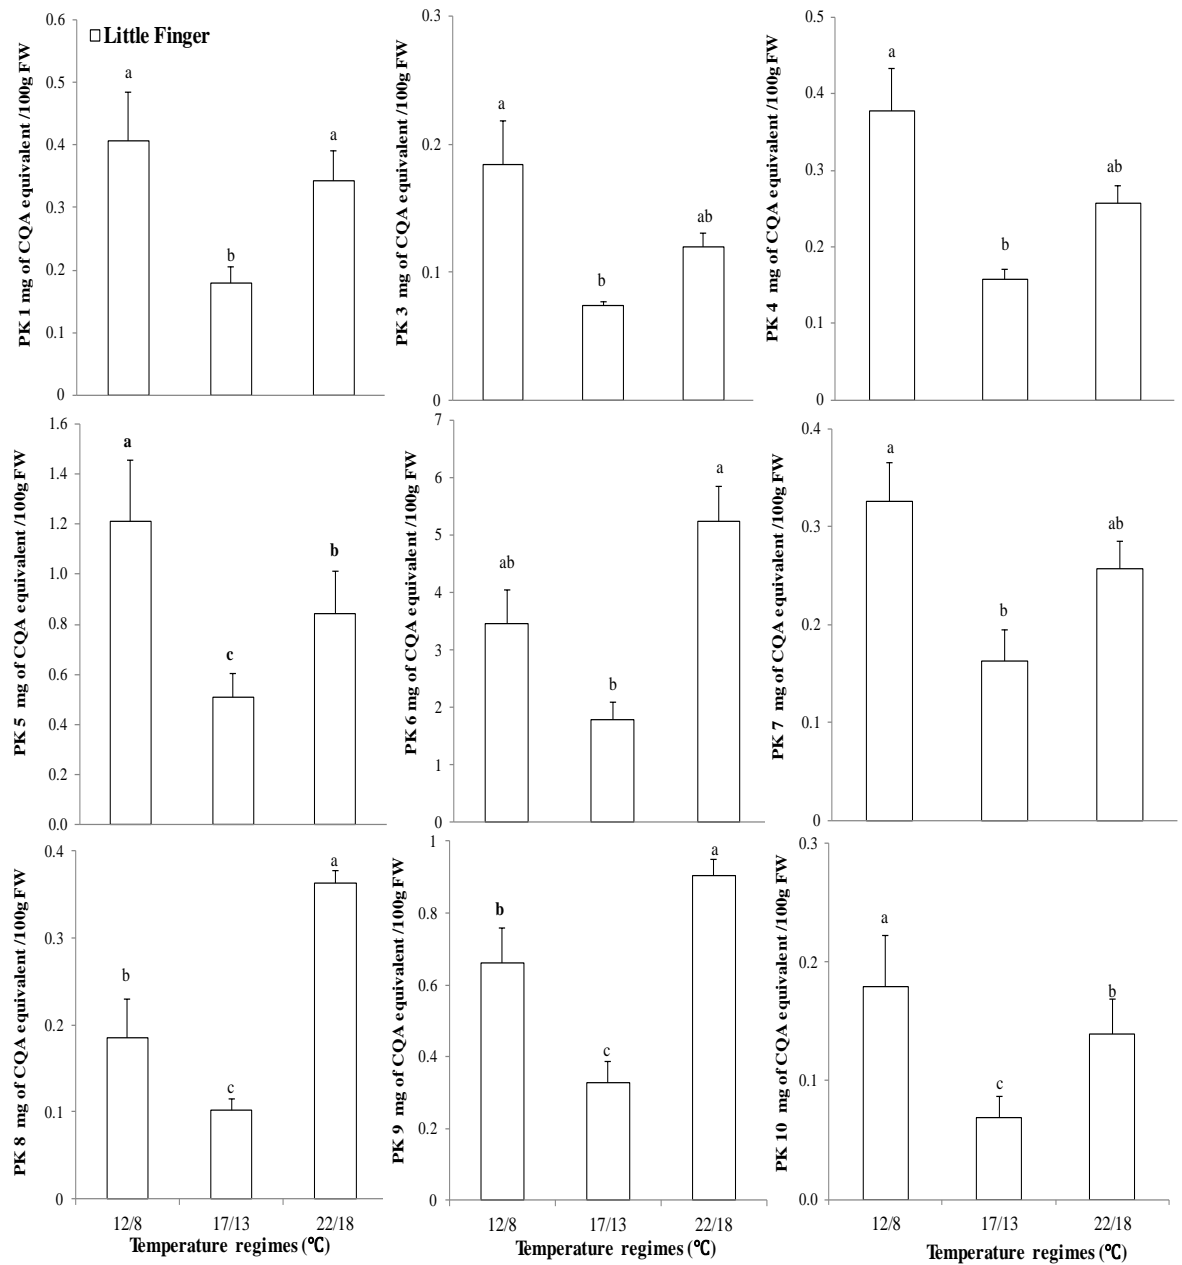 Little Finger
PK 1 mg of CQA equivalent /100g FW
0.6
0.5
0.4
0.3
0.2
0.1
0
a
b
a
PK 3 mg of CQA equivalent /100g FW
0.3
0.2
0.1
0
a
b
ab
PK 4 mg of CQA equivalent /100g FW
0.5
0.4
0.3
0.2
0.1
0
a
b
ab
PK 5 mg of CQA equivalent /100g FW
1.6
1.4
1.2
1.0
0.8
0.6
0.4
0.2
0.0
a
c
b
PK 6 mg of CQA equivalent /100g FW
7
6
5
4
3
2
1
0
ab
b
a
PK 7 mg of CQA equivalent /100g FW
0.4
0.3
0.2
0.1
0
a
b
ab
PK 8 mg of CQA equivalent /100g FW
0.4
0.3
0.2
0.1
0
b
c
a
12/8 17/13 22/18
Temperature regimes (℃)
PK 9 mg of CQA equivalent /100g FW
1
0.8
0.6
0.4
0.2
0
b
c
a
12/8 17/13 22/18
Temperature regimes (℃)
PK 10 mg of CQA equivalent /100g FW
0.3
0.2
0.1
0.0
a
c
b
12/8 17/13 22/18
Temperature regimes (℃)